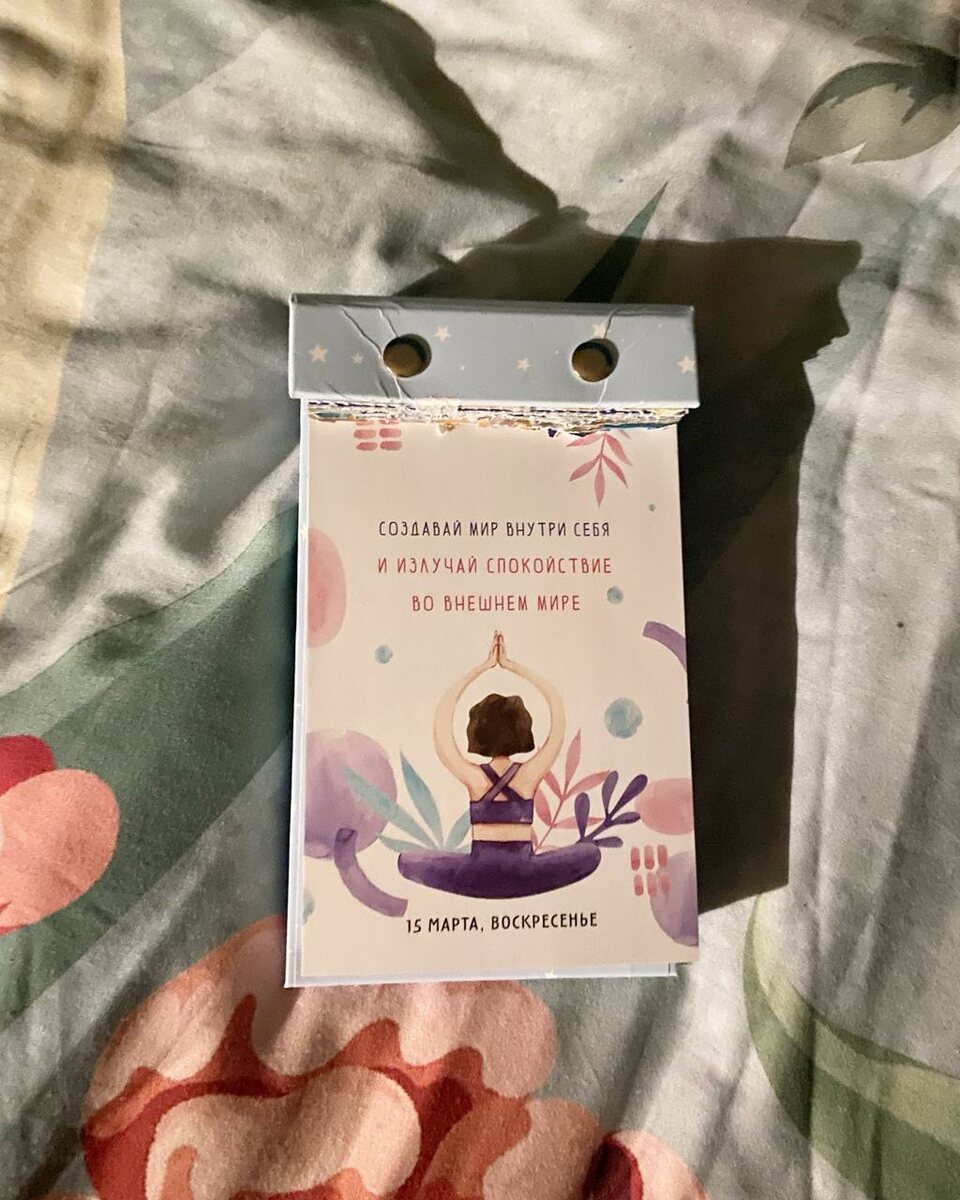 СОЗДАВАЙ МИР ВНУТРИ СЕБЯ
И ИЗЛУЧАЙ СПОКОЙСТВИЕ
ВО ВНЕШНЕМ МИРЕ
15 МАРТА, ВОСКРЕСЕНЬЕ